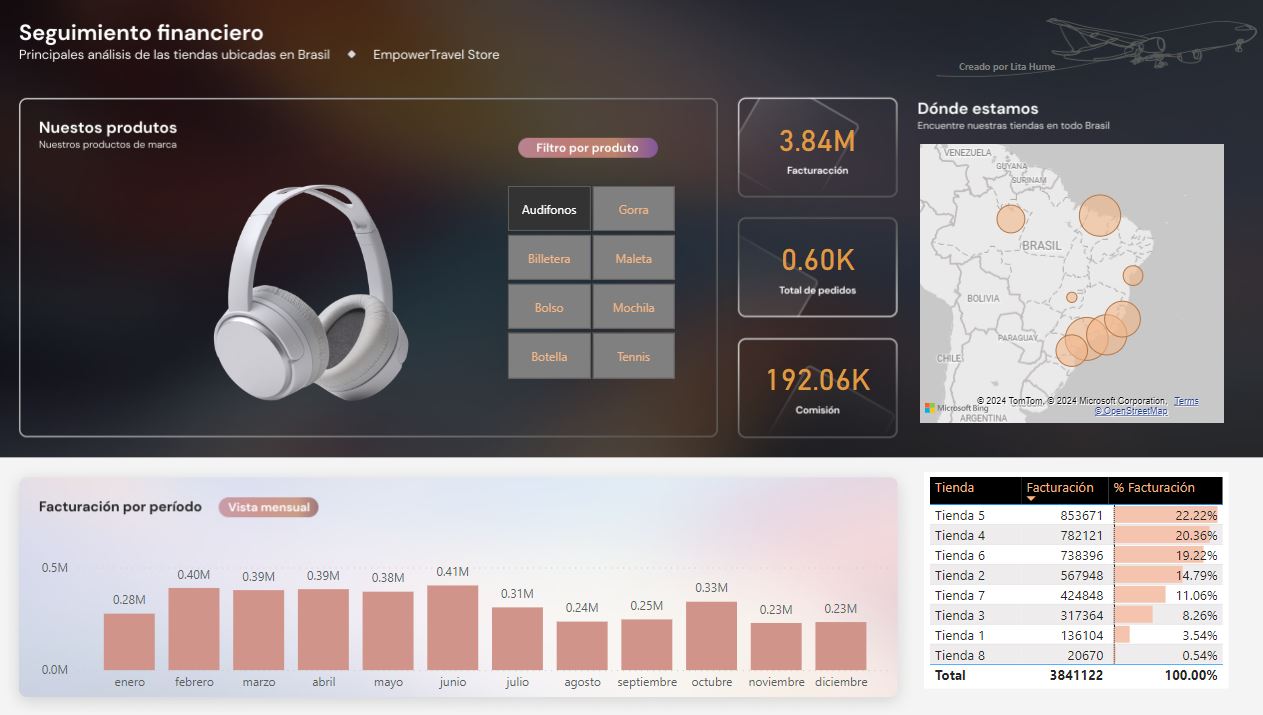 Seguimiento financiero
Principales análisis de las tiendas ubicadas en Brasil ◆ EmpowerTravel Store
Creado por Lita Hume
Nuestos produtos
Nuestros productos de marca
Filtro por produto
Audifonos Gorra
Billetera Maleta
Bolso Mochila
Botella Tennis
3.84M
Facturacción
0.60K
Total de pedidos
192.06K
Comisión
Dónde estamos
Encuentre nuestras tiendas en todo Brasil
VENEZUELA
GUYANA
SURINAM
BRASIL
BOLIVIA
PARAGUAY
CHILE
ARGENTINA
© 2024 TomTom, © 2024 Microsoft Corporation, Terms
Microsoft Bing
© OpenStreetMap
Facturación por período Vista mensual
0.5M
0.0M
0.28M 0.40M 0.39M 0.39M 0.38M 0.41M 0.31M 0.24M 0.25M 0.33M 0.23M 0.23M
enero febrero marzo abril mayo junio julio agosto septiembre octubre noviembre diciembre
Tienda Facturación % Facturación
Tienda 5 853671 22.22%
Tienda 4 782121 20.36%
Tienda 6 738396 19.22%
Tienda 2 567948 14.79%
Tienda 7 424848 11.06%
Tienda 3 317364 8.26%
Tienda 1 136104 3.54%
Tienda 8 20670 0.54%
Total 3841122 100.00%